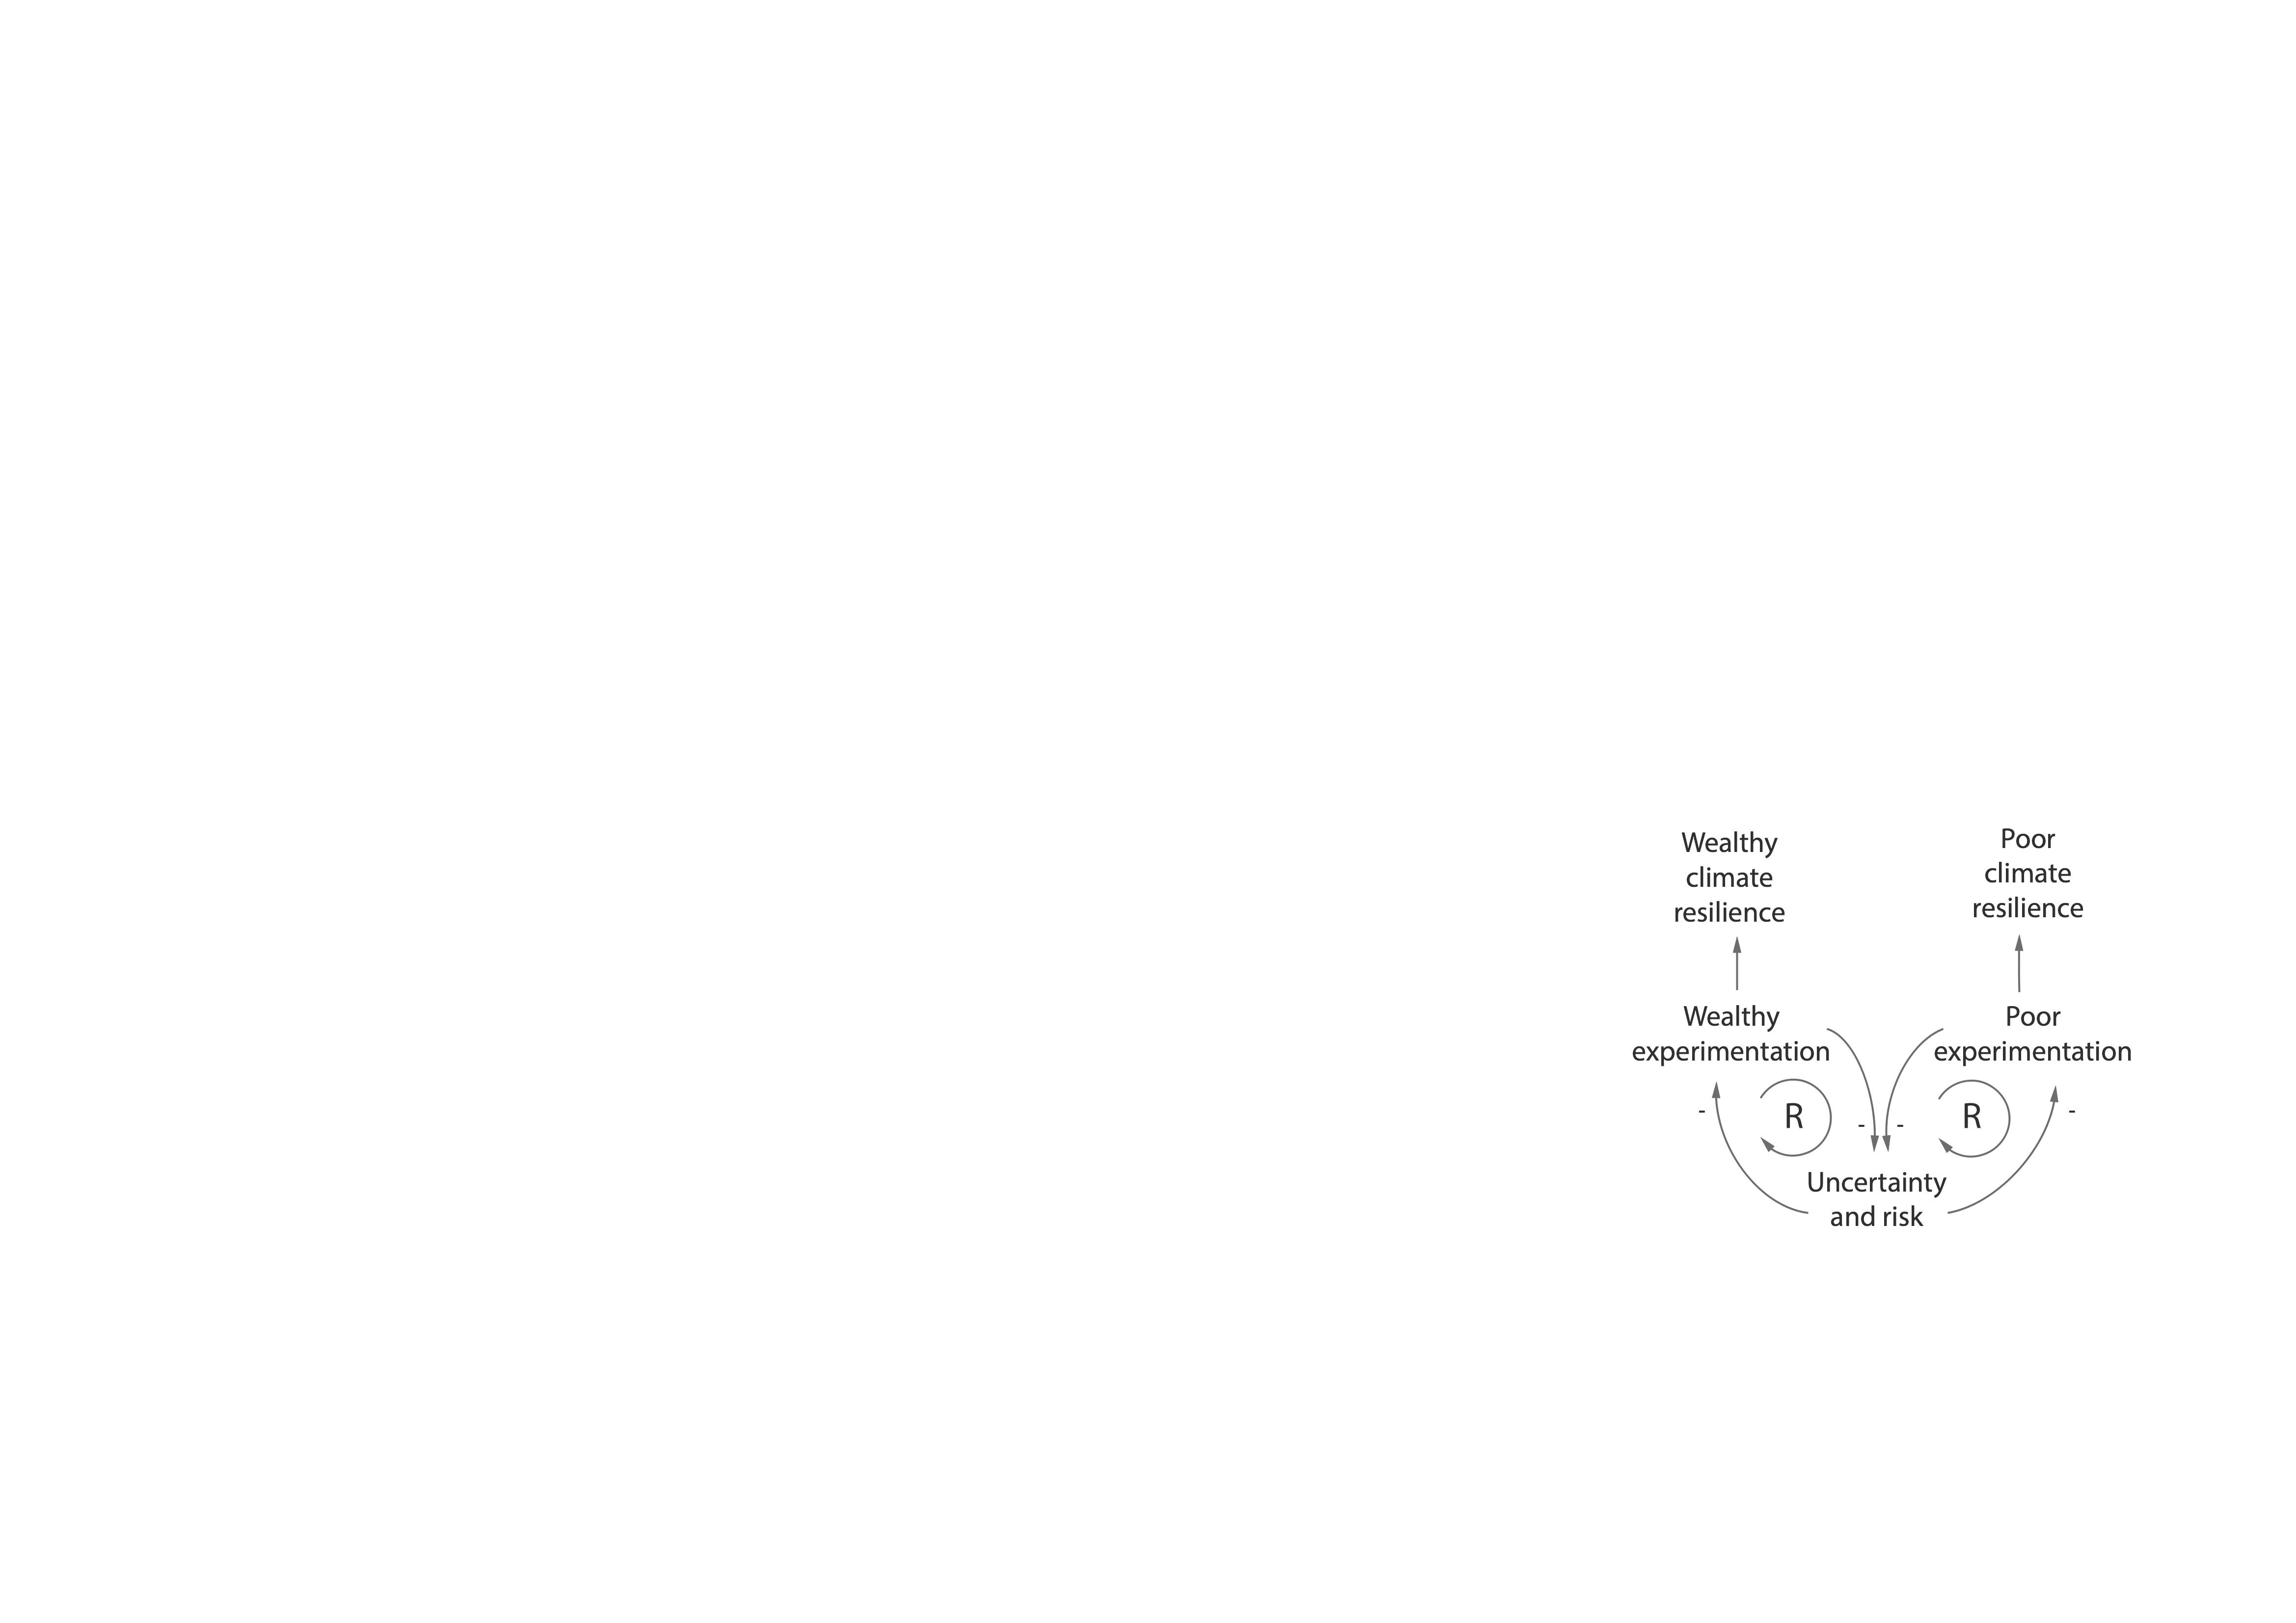 Wealthy
climate
resilience
Poor
climate
resilience
Wealthy
experimentation
Poor
experimentation
-
R
-
-
R
-
Uncertainty
and risk